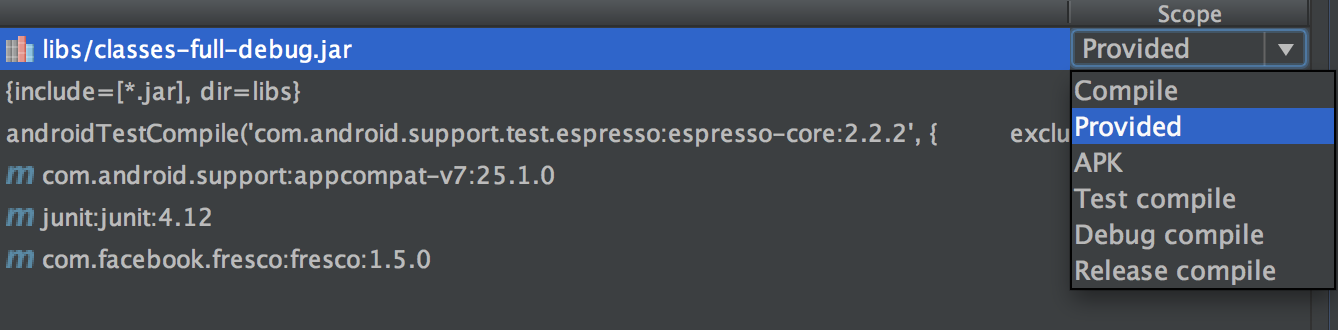 Scope
libs/classes-full-debug.jar Provided
{include=[*.jar], dir=libs} Compile
Provided
androidTestCompile('com.android.support.test.espresso:espresso-core:2.2.2', { exclu
APK
m com.android.support:appcompat-v7:25.1.0
Test compile
m junit:junit:4.12
Debug compile
m com.facebook.fresco:fresco:1.5.0
Release compile